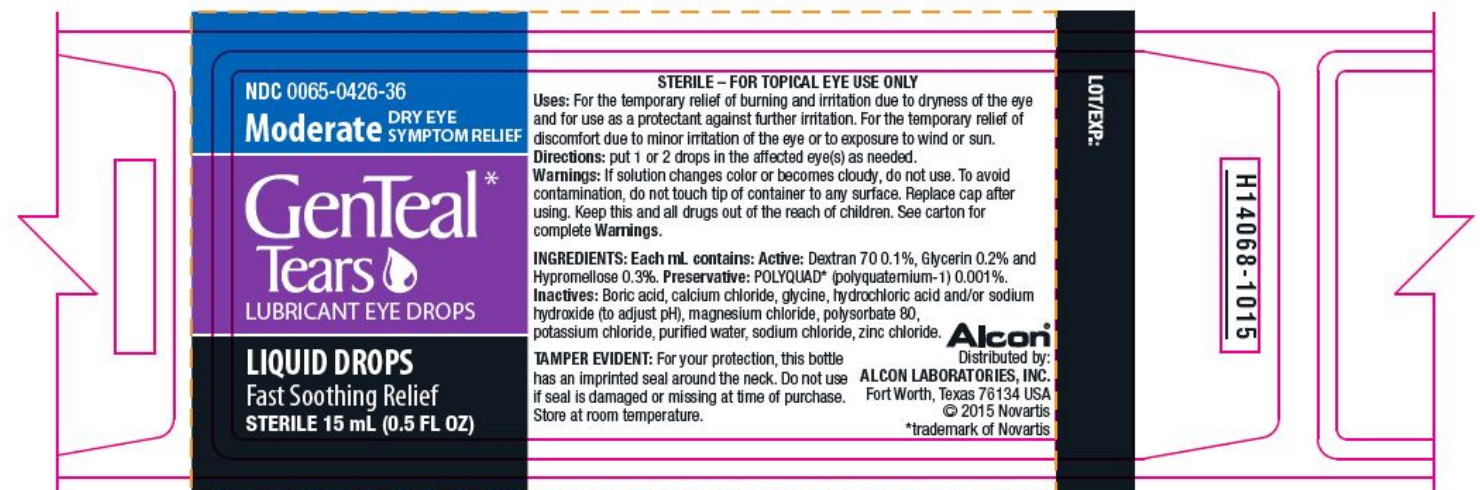 NDC 0065-0426-36
Moderate DRY EYE
SYMPTOM RELIEF
GenTeal*
Tears
LUBRICANT EYE DROPS
LIQUID DROPS
Fast Soothing Relief
STERILE 15 mL (0.5 FL OZ)
STERILE – FOR TOPICAL EYE USE ONLY
Uses: For the temporary relief of burning and irritation due to dryness of the eye
and for use as a protectant against further irritation. For the temporary relief of
discomfort due to minor irritation of the eye or to exposure to wind or sun.
Directions: put 1 or 2 drops in the affected eye(s) as needed.
Warnings: If solution changes color or becomes cloudy, do not use. To avoid
contamination, do not touch tip of container to any surface. Replace cap after
using. Keep this and all drugs out of the reach of children. See carton for
complete Warnings.
INGREDIENTS: Each mL contains: Active: Dextran 70 0.1%, Glycerin 0.2% and
Hypromellose 0.3%. Preservative: POLYQUAD* (polyquaternium-1) 0.001%.
Inactives: Boric acid, calcium chloride, glycine, hydrochloric acid and/or sodium
hydroxide (to adjust pH), magnesium chloride, polysorbate 80,
potassium chloride, purified water, sodium chloride, zinc chloride.
TAMPER EVIDENT: For your protection, this bottle
has an imprinted seal around the neck. Do not use
if seal is damaged or missing at time of purchase.
Store at room temperature.
Alcon®
Distributed by:
ALCON LABORATORIES, INC.
Fort Worth, Texas 76134 USA
© 2015 Novartis
*trademark of Novartis
LOT/EXP.:
H14068-1015